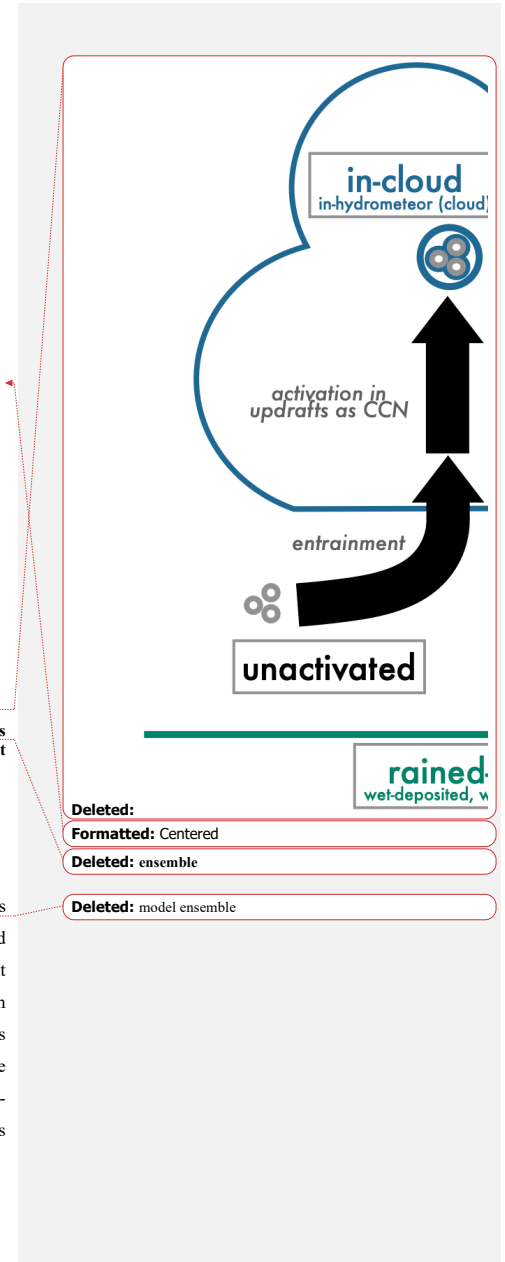 in-cloud
in-hydrometeor (cloud)
activation in
updrafts as CCN
entrainment
unactivated
rained-
wet-deposited, w
Deleted:
Formatted: Centered
Deleted: ensemble
Deleted: model ensemble
s
t
s
d
t
n
s
e
-
s